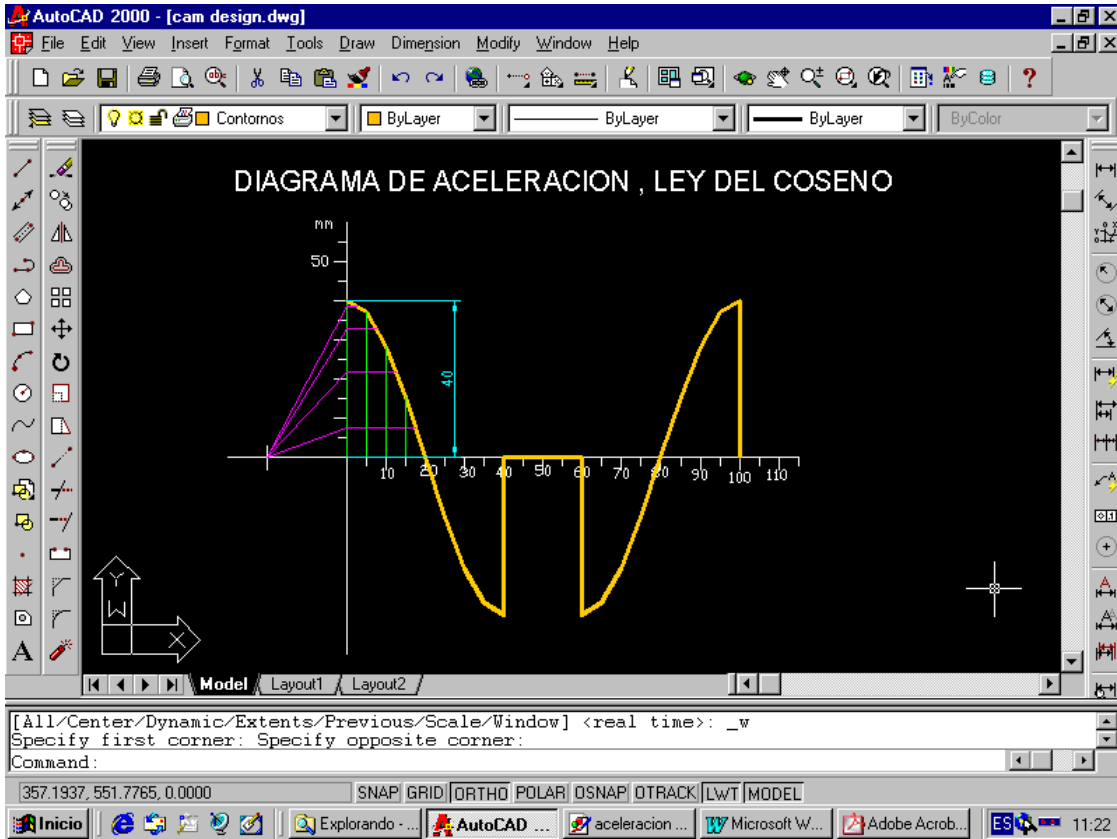 AutoCAD 2000 - [cam design.dwg]
File Edit View Insert Format Tools Draw Dimension Modify Window Help
Contornos ByLayer ByLayer ByLayer ByColor
DIAGRAMA DE ACELERACION , LEY DEL COSENO
mm
50
40
10 20 30 40 50 60 70 80 90 100 110
Y
W
X
Model Layout1 Layout2
[All/Center/Dynamic/Extents/Previous/Scale/Window] <real time>: _w
Specify first corner: Specify opposite corner:
Command:
357.1937, 551.7765, 0.0000 SNAP GRID ORTHO POLAR OSNAP OTRACK LWT MODEL
Inicio Explorando - ... AutoCAD ... aceleracion ... Microsoft W... Adobe Acrob... ES 11:22